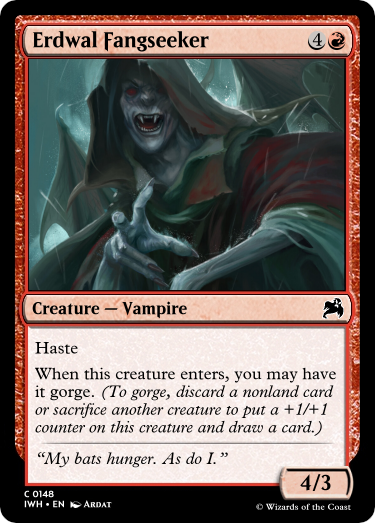 Erdwal Fangseeker 4
Creature — Vampire
Haste
When this creature enters, you may have
it gorge. (To gorge, discard a nonland card
or sacrifice another creature to put a +1/+1
counter on this creature and draw a card.)
“My bats hunger. As do I.”
4/3
C 0148
IWH • EN ARDAT
© Wizards of the Coast